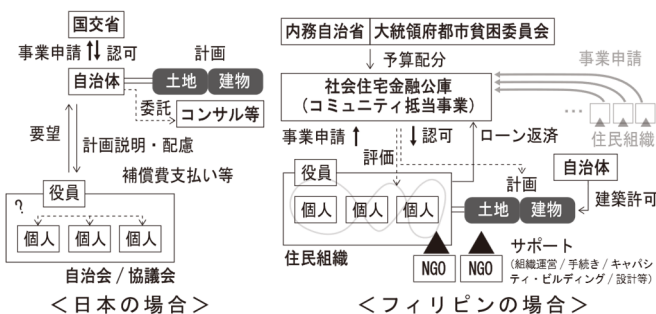 国交省
事業申請
認可
計画
自治体
土地
建物
委託
コンサル等
要望
計画説明・配慮
補償費支払い等
役員
?
個人
個人
個人
自治会 / 協議会
＜日本の場合＞
内務自治省
大統領府都市貧困委員会
予算配分
事業申請
社会住宅金融公庫
（コミュニティ抵当事業）
…
住民組織
事業申請
認可
ローン返済
評価
役員
計画
自治体
個人
個人
個人
土地
建物
建築許可
住民組織
NGO
NGO
サポート
（組織運営 / 手続き / キャパシ
ティ・ビルディング / 設計等）
＜フィリピンの場合＞